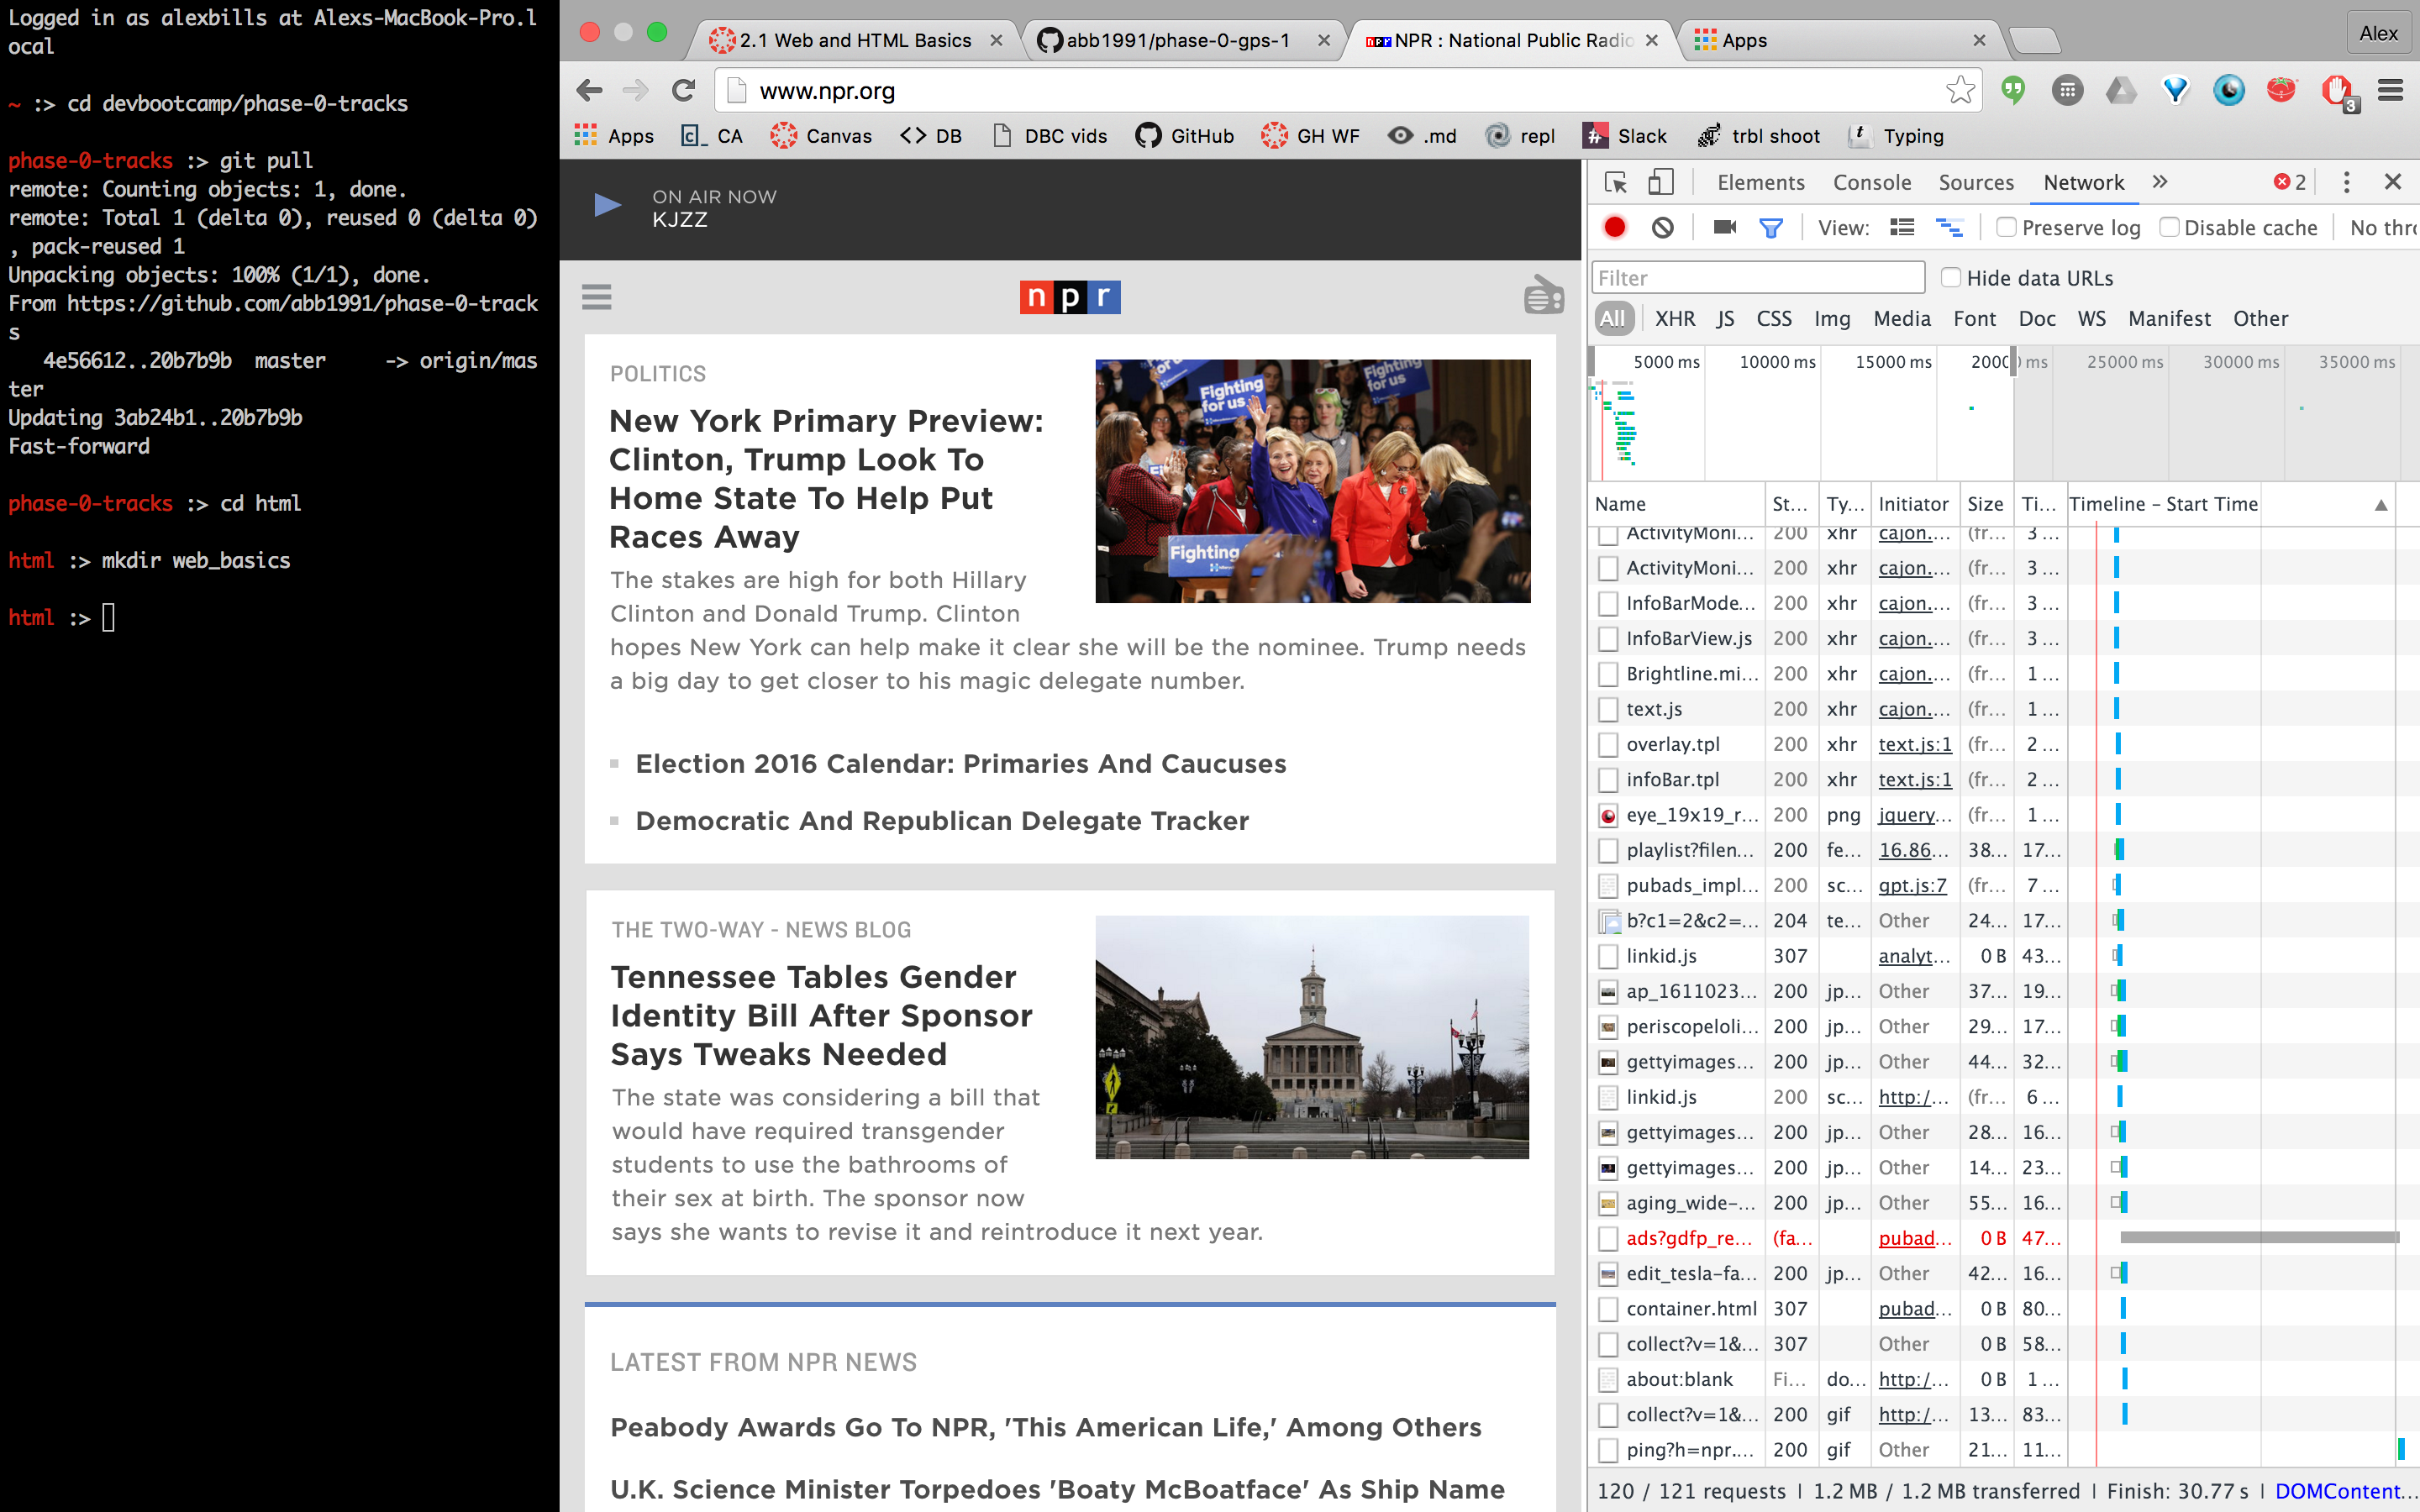 Logged in as alexbills at Alexs-MacBook-Pro.l
ocal
~ :> cd devbootcamp/phase-0-tracks
phase-0-tracks :> git pull
remote: Counting objects: 1, done.
remote: Total 1 (delta 0), reused 0 (delta 0)
, pack-reused 1
Unpacking objects: 100% (1/1), done.
From https://github.com/abb1991/phase-0-track
s
4e56612..20b7b9b master -> origin/mas
ter
Updating 3ab24b1..20b7b9b
Fast-forward
phase-0-tracks :> cd html
html :> mkdir web_basics
html :>
2.1 Web and HTML Basics
abb1991/phase-0-gps-1
NPR : National Public Radio
Apps
Alex
www.npr.org
3
Apps CA Canvas <> DB DBC vids GitHub GH WF .md repl Slack trbl shoot Typing
ON AIR NOW
KJZZ
npr
POLITICS
New York Primary Preview:
Clinton, Trump Look To
Home State To Help Put
Races Away
The stakes are high for both Hillary
Clinton and Donald Trump. Clinton
hopes New York can help make it clear she will be the nominee. Trump needs
a big day to get closer to his magic delegate number.
Fighting
for us
Fighting
for us
Fighting
Election 2016 Calendar: Primaries And Caucuses
Democratic And Republican Delegate Tracker
THE TWO-WAY - NEWS BLOG
Tennessee Tables Gender
Identity Bill After Sponsor
Says Tweaks Needed
The state was considering a bill that
would have required transgender
students to use the bathrooms of
their sex at birth. The sponsor now
says she wants to revise it and reintroduce it next year.
LATEST FROM NPR NEWS
Peabody Awards Go To NPR, 'This American Life,' Among Others
U.K. Science Minister Torpedoes 'Boaty McBoatface' As Ship Name
Elements Console Sources Network » 2
View: Preserve log Disable cache No thr
Filter Hide data URLs
All XHR JS CSS Img Media Font Doc WS Manifest Other
5000 ms 10000 ms 15000 ms 2000 ms 25000 ms 30000 ms 35000 ms
Name St... Ty... Initiator Size Ti... Timeline – Start Time
ActivityMoni... 200 xhr cajon.... (fr... 3 ...
ActivityMoni... 200 xhr cajon.... (fr... 3 ...
InfoBarMode... 200 xhr cajon.... (fr... 3 ...
InfoBarView.js 200 xhr cajon.... (fr... 3 ...
Brightline.mi... 200 xhr cajon.... (fr... 1 ...
text.js 200 xhr cajon.... (fr... 1 ...
overlay.tpl 200 xhr text.js:1 (fr... 2 ...
infoBar.tpl 200 xhr text.js:1 (fr... 2 ...
eye_19x19_r... 200 png jquery... (fr... 1 ...
playlist?filen... 200 fe... 16.86... 38... 17...
pubads_impl... 200 sc... gpt.js:7 (fr... 7 ...
b?c1=2&c2=... 204 te... Other 24... 17...
linkid.js 307 analyt... 0 B 43...
ap_1611023... 200 jp... Other 37... 19...
periscopeloli... 200 jp... Other 29... 17...
gettyimages... 200 jp... Other 44... 32...
linkid.js 200 sc... http:/... (fr... 6 ...
gettyimages... 200 jp... Other 28... 16...
gettyimages... 200 jp... Other 14... 23...
aging_wide-... 200 jp... Other 55... 16...
ads?gdfp_re... (fa... pubad... 0 B 47...
edit_tesla-fa... 200 jp... Other 42... 16...
container.html 307 pubad... 0 B 80...
collect?v=1&... 307 Other 0 B 58...
about:blank Fi... do... http:/... 0 B 1 ...
collect?v=1&... 200 gif http:/... 13... 83...
ping?h=npr.... 200 gif Other 21... 11...
120 / 121 requests | 1.2 MB / 1.2 MB transferred | Finish: 30.77 s | DOMContent...